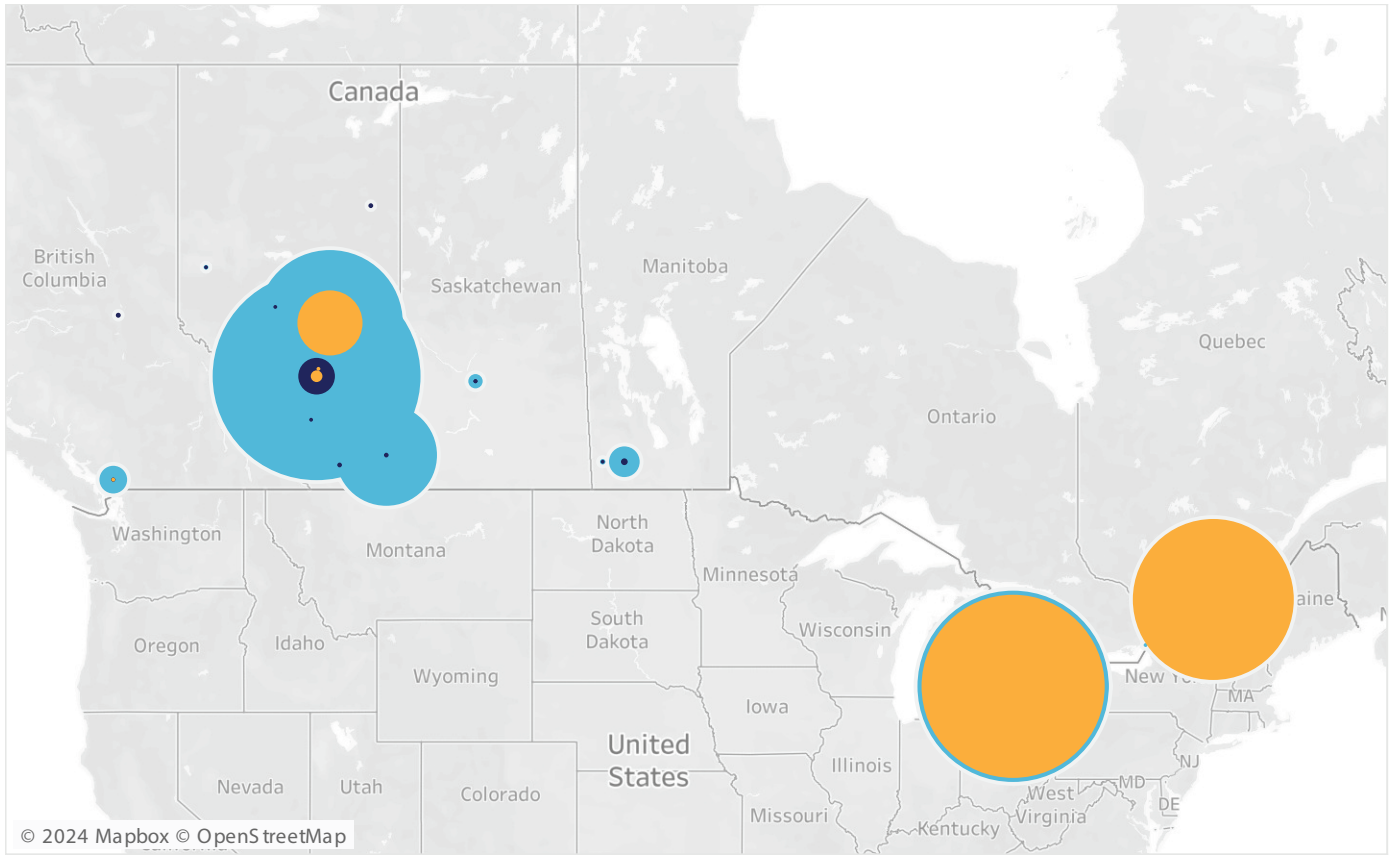 Canada
British
Columbia
Saskatchewan
Manitoba
Quebec
Ontario
Washington
Montana
North
Dakota
Minnesota
Oregon
Idaho
South
Dakota
Wisconsin
aine
Wyoming
New Yo
MA
Iowa
United
States
Nevada
Utah
Colorado
Illinois
NJ
MD
West
Virginia
DE
Missouri
Kentucky
© 2024 Mapbox © OpenStreetMap